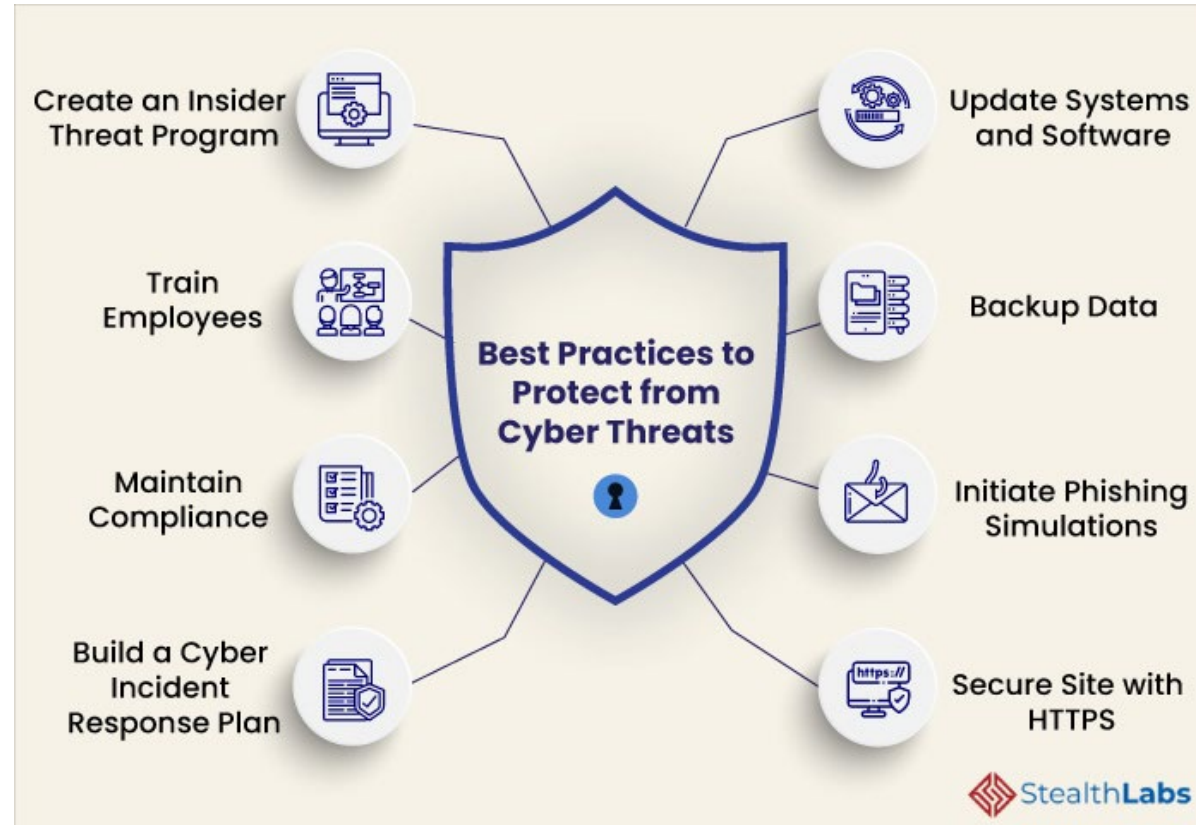 Create an Insider
Threat Program
Train
Employees
Maintain
Compliance
Build a Cyber
Incident
Response Plan
Best Practices to
Protect from
Cyber Threats
Update Systems
and Software
Backup Data
Initiate Phishing
Simulations
https://
Secure Site with
HTTPS
StealthLabs